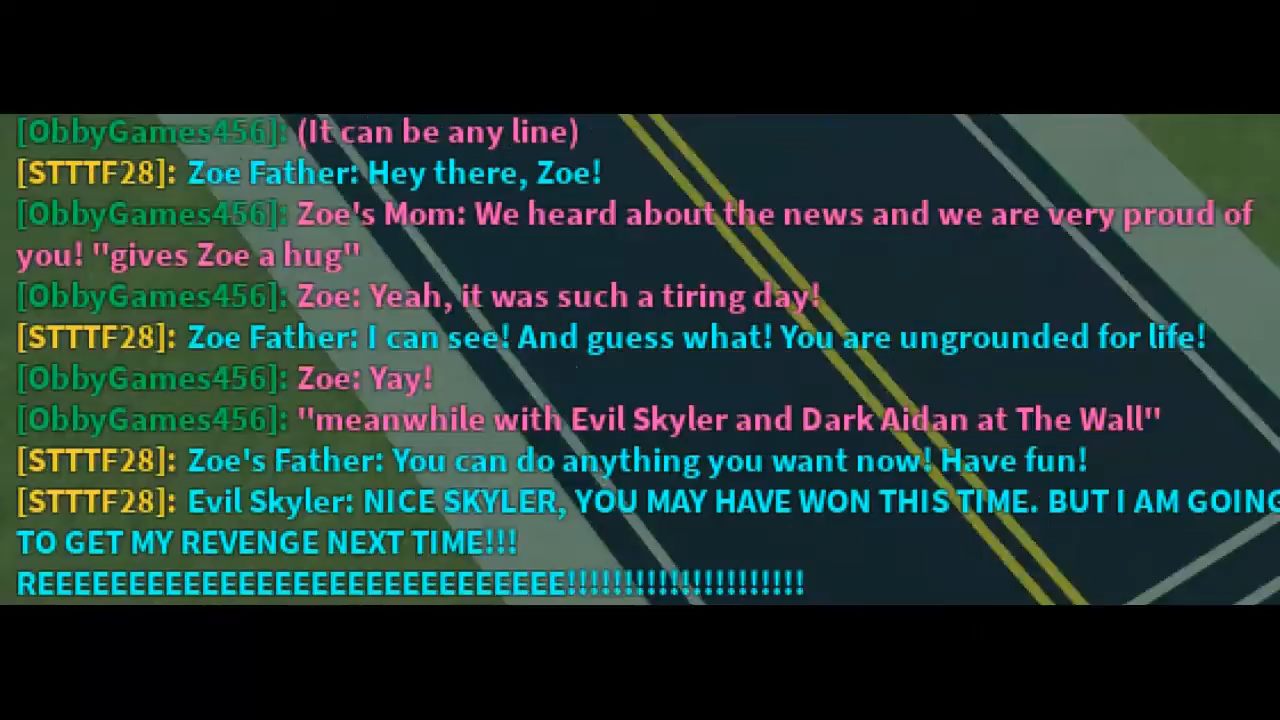 [ObbyGames456]: (It can be any line)
[STTTF28]: Zoe Father: Hey there, Zoe!
[ObbyGames456]: Zoe's Mom: We heard about the news and we are very proud of
you! "gives Zoe a hug"
[ObbyGames456]: Zoe: Yeah, it was such a tiring day!
[STTTF28]: Zoe Father: I can see! And guess what! You are ungrounded for life!
[ObbyGames456]: Zoe: Yay!
[ObbyGames456]: "meanwhile with Evil Skyler and Dark Aidan at The Wall"
[STTTF28]: Zoe's Father: You can do anything you want now! Have fun!
[STTTF28]: Evil Skyler: NICE SKYLER, YOU MAY HAVE WON THIS TIME. BUT I AM GOING
TO GET MY REVENGE NEXT TIME!!!
REEEEEEEEEEEEEEEEEEEEEEEEEEEEE!!!!!!!!!!!!!!!!!!!!!